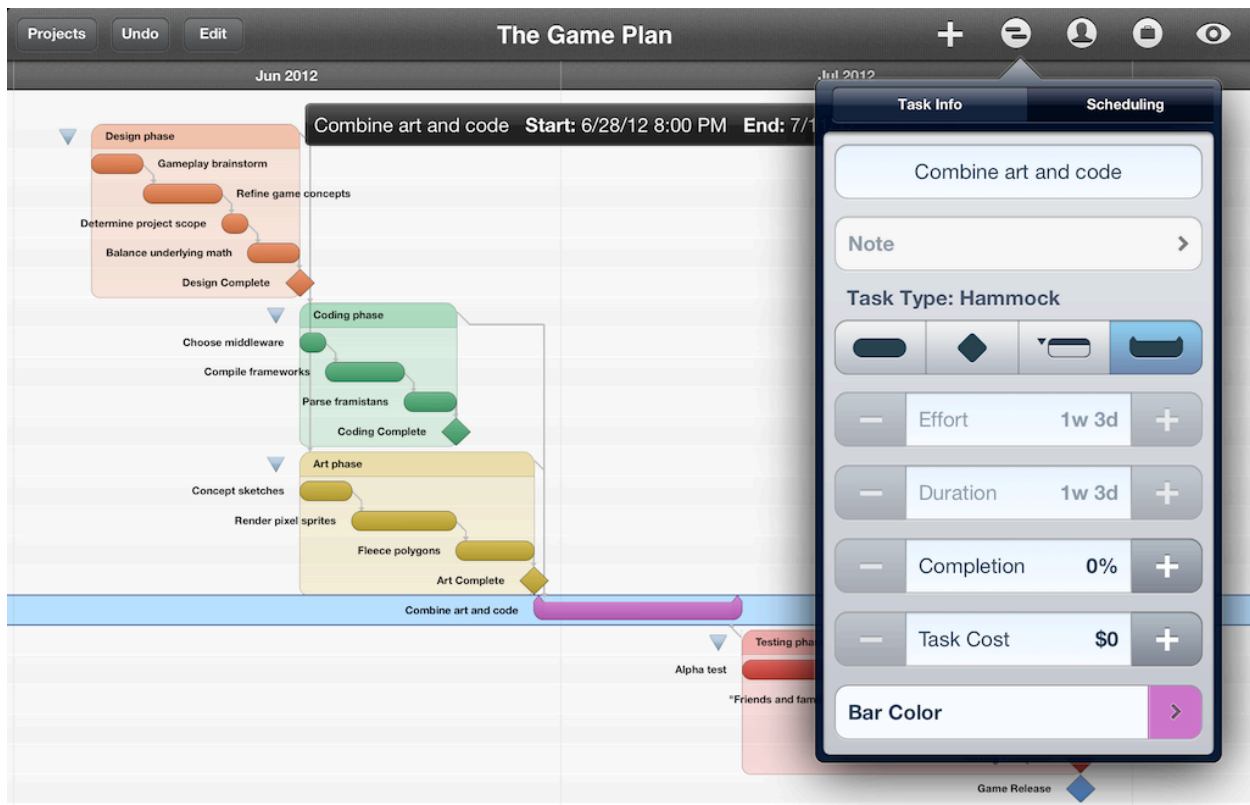 Projects
Undo
Edit
The Game Plan
Jun 2012
Jul 2012
Combine art and code Start: 6/28/12 8:00 PM End:
Task Info
Scheduling
Combine art and code
Note
Task Type: Hammock
Effort 1w 3d
Duration 1w 3d
Completion 0%
Task Cost $0
Bar Color
Design phase
Gameplay brainstorm
Refine game concepts
Determine project scope
Balance underlying math
Design Complete
Coding phase
Choose middleware
Compile frameworks
Parse framistans
Coding Complete
Art phase
Concept sketches
Render pixel sprites
Fleece polygons
Art Complete
Combine art and code
Testing
Alpha test
"Friends and
Game Release